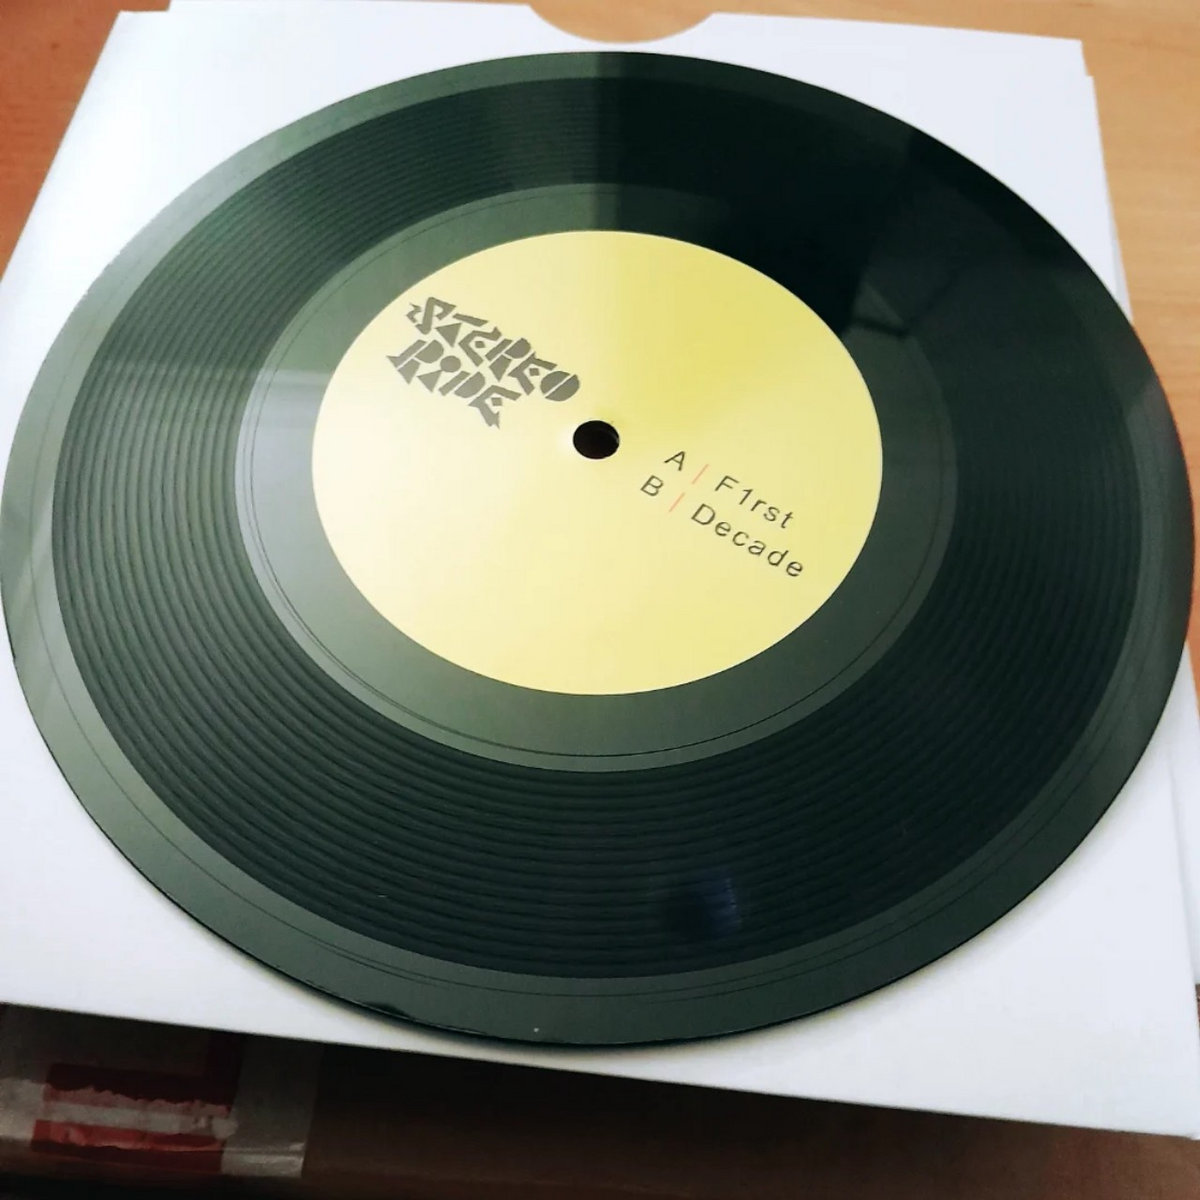 STEREO
RIDE
A | F1rst
B | Decade